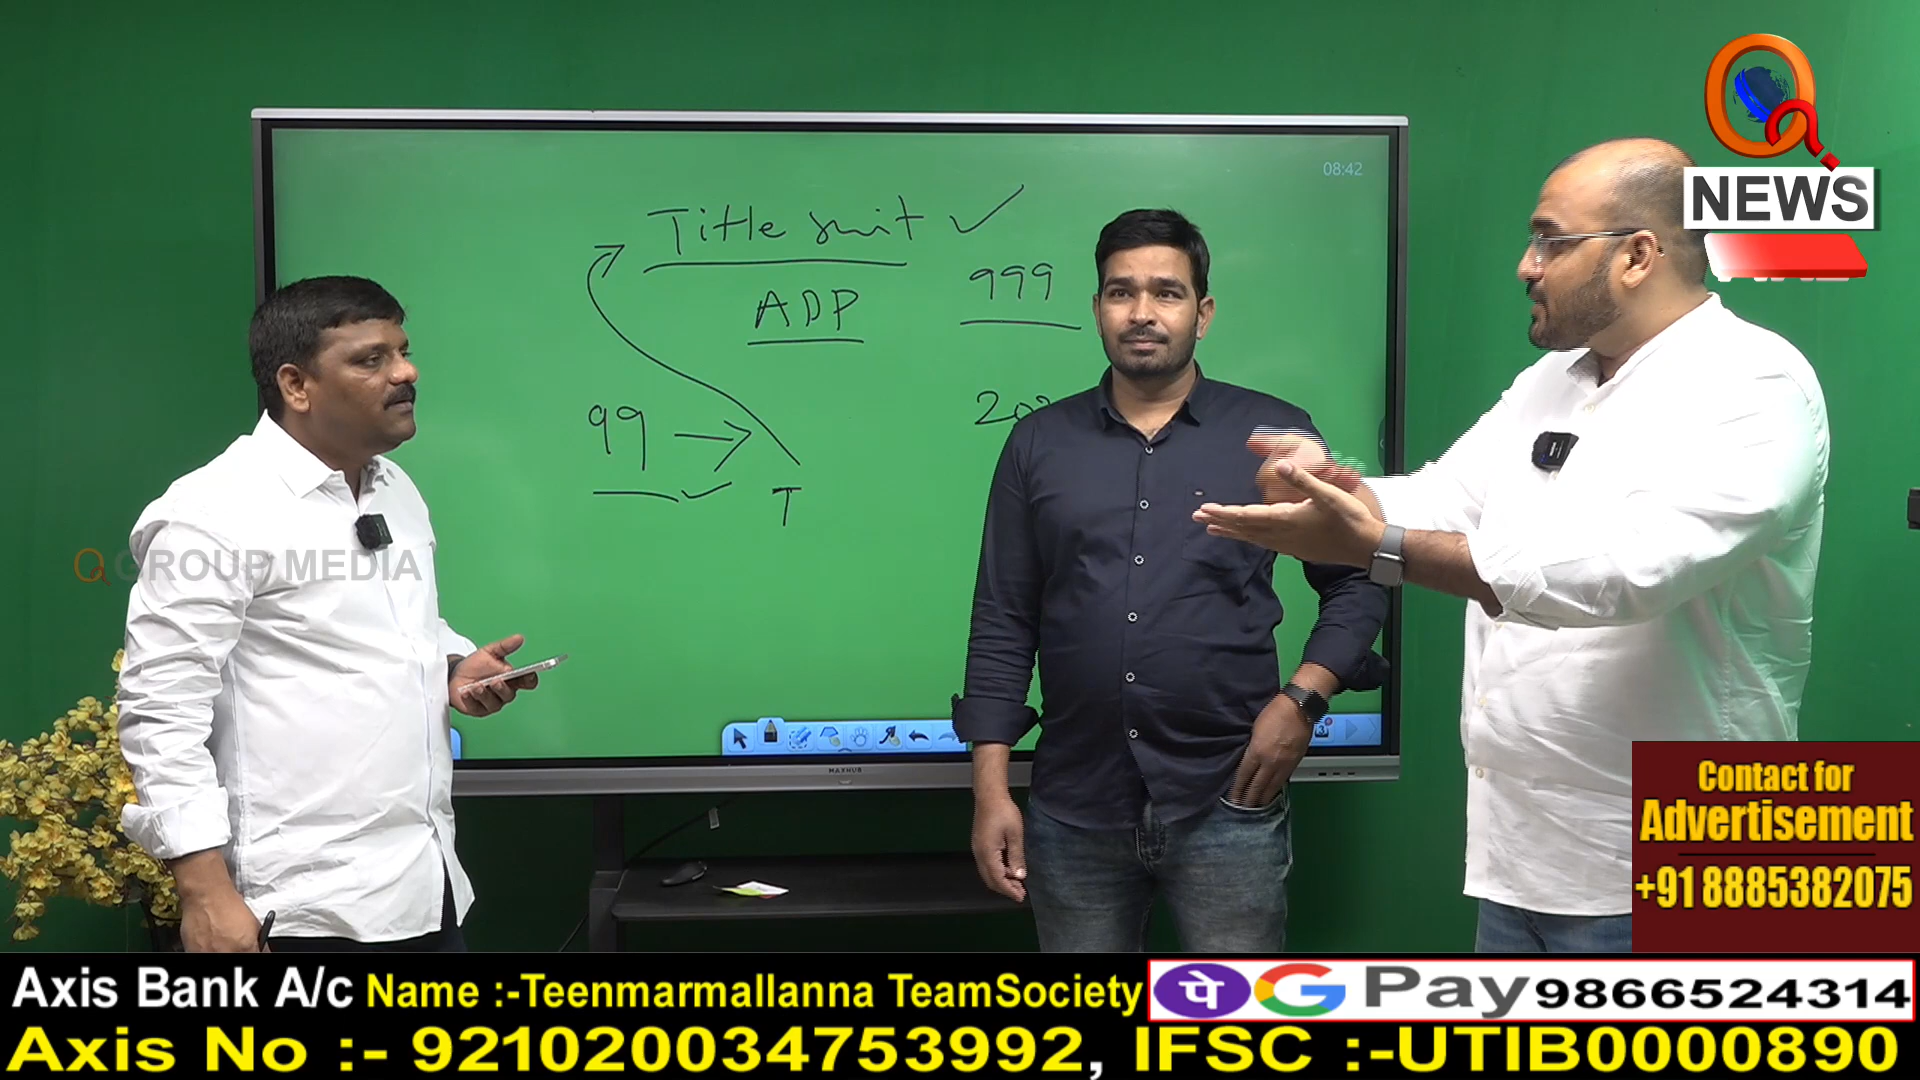 Q
NEWS
08:42
Title suit ✓
ADP
999
99 → T
Q GROUP MEDIA
MAXHUB
Contact for
Advertisement
+91 8885382075
Axis Bank A/c Name :-Teenmarmallanna TeamSociety पे G Pay 9866524314
Axis No :- 921020034753992, IFSC :-UTIB0000890